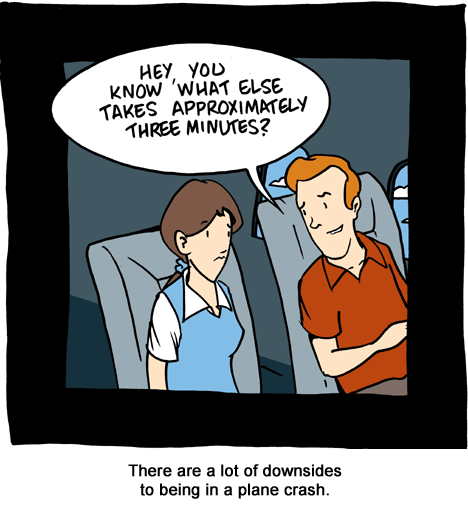 HEY, YOU
KNOW WHAT ELSE
TAKES APPROXIMATELY
THREE MINUTES?
There are a lot of downsides
to being in a plane crash.